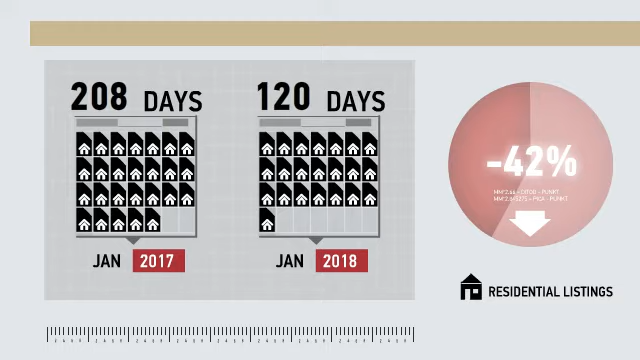 208 DAYS
120 DAYS
JAN 2017
JAN 2018
-42%
RESIDENTIAL LISTINGS